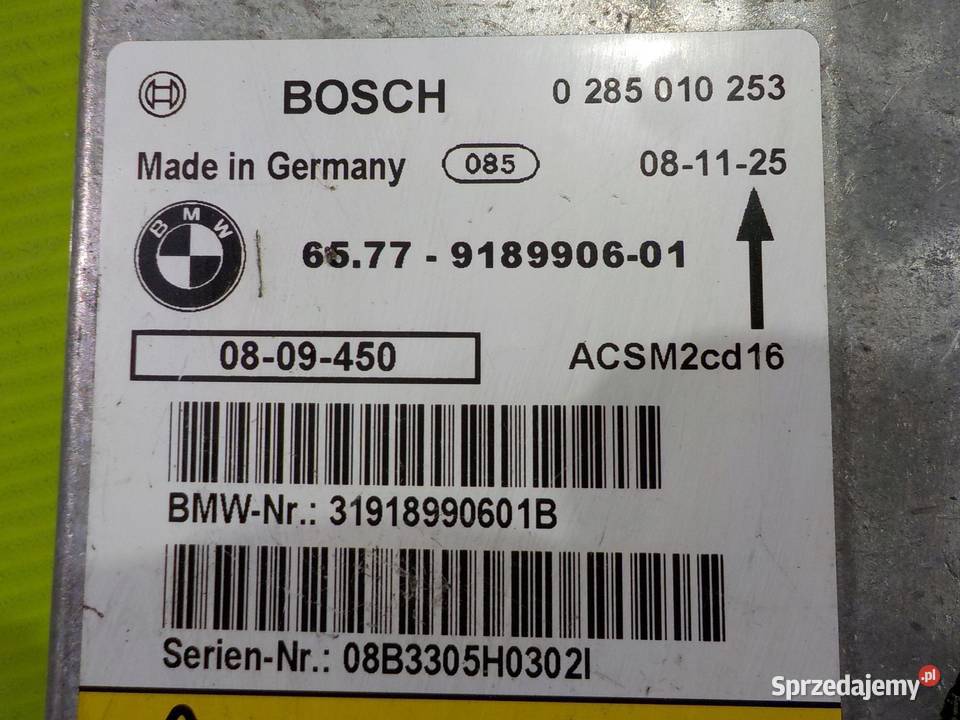 BOSCH 0 285 010 253
Made in Germany 085 08-11-25
BMW 65.77 - 9189906-01
08-09-450 ACSM2cd16
BMW-Nr.: 31918990601B
Serien-Nr.: 08B3305H0302I
Sprzedajemy.pl